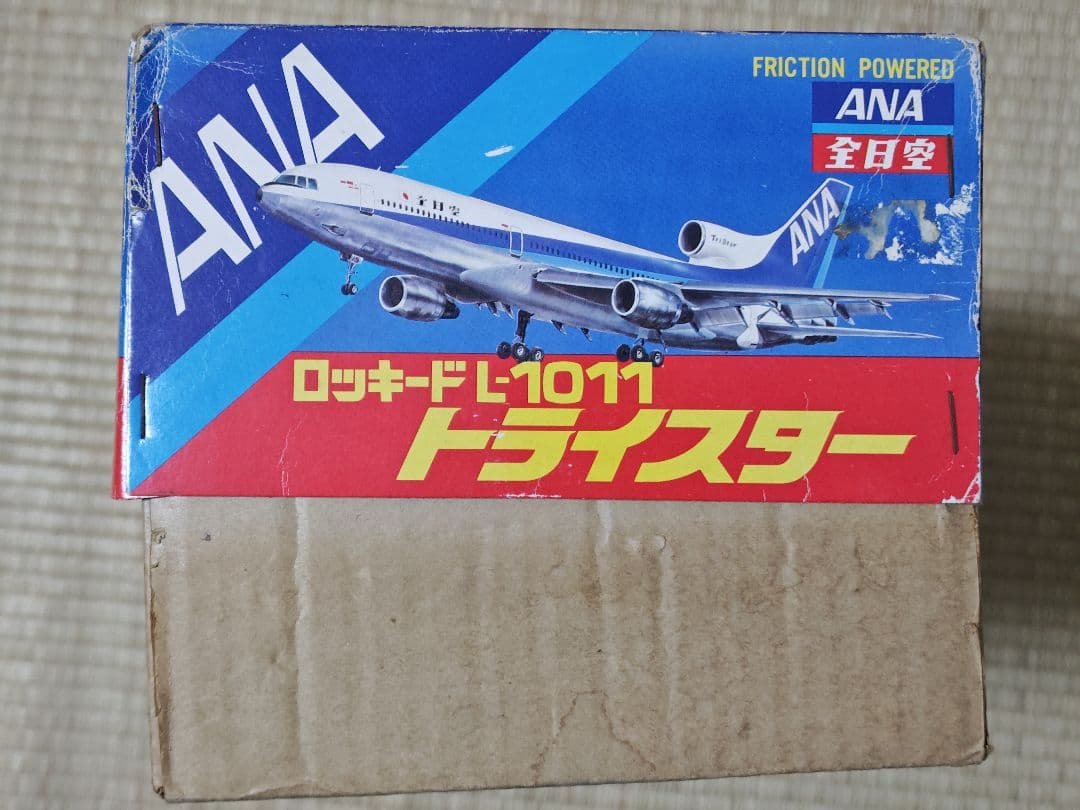 ANA
FRICTION POWERED
ANA
全日空
全日空
TriStar
ANA
ロッキード L-1011
トライスター